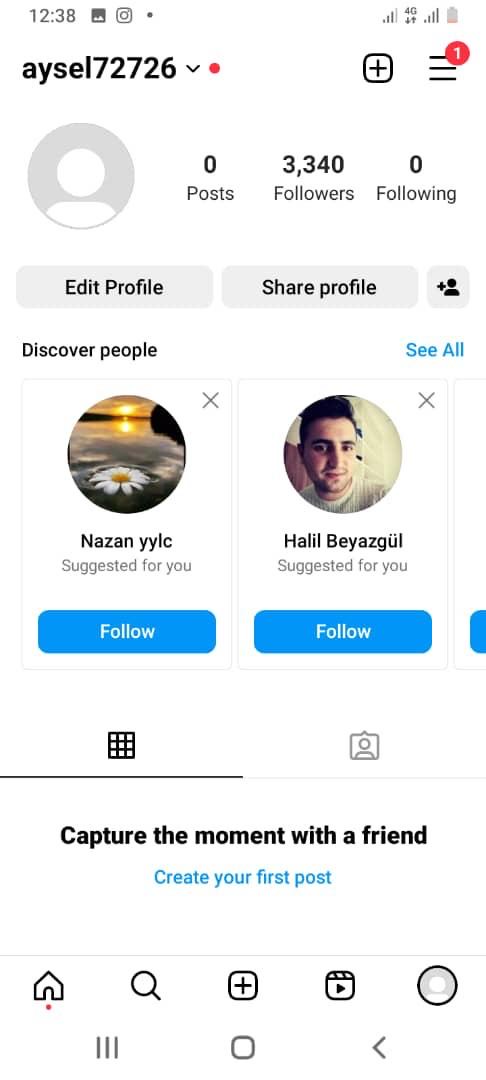 12:38
4G
aysel72726
1
0 3,340 0
Posts Followers Following
Edit Profile Share profile
Discover people See All
Nazan yylc Halil Beyazgül
Suggested for you Suggested for you
Follow Follow
Capture the moment with a friend
Create your first post